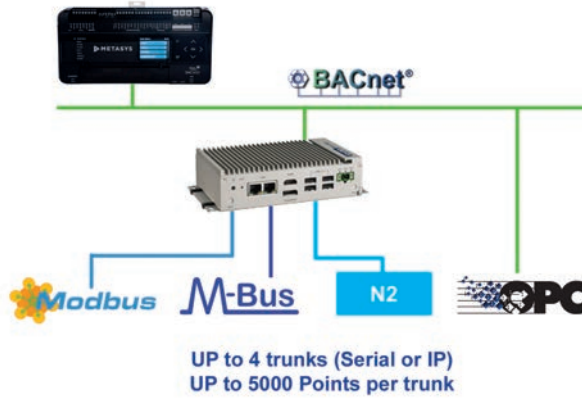 METASYS
BACnet®
Modbus
M-Bus
N2
OPC
UP to 4 trunks (Serial or IP)
UP to 5000 Points per trunk